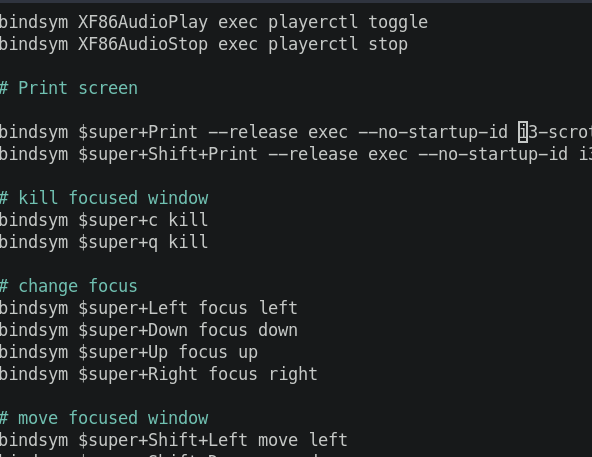 bindsym XF86AudioPlay exec playerctl toggle
bindsym XF86AudioStop exec playerctl stop
# Print screen
bindsym $super+Print --release exec --no-startup-id i3-scrot
bindsym $super+Shift+Print --release exec --no-startup-id i3
# kill focused window
bindsym $super+c kill
bindsym $super+q kill
# change focus
bindsym $super+Left focus left
bindsym $super+Down focus down
bindsym $super+Up focus up
bindsym $super+Right focus right
# move focused window
bindsym $super+Shift+Left move left